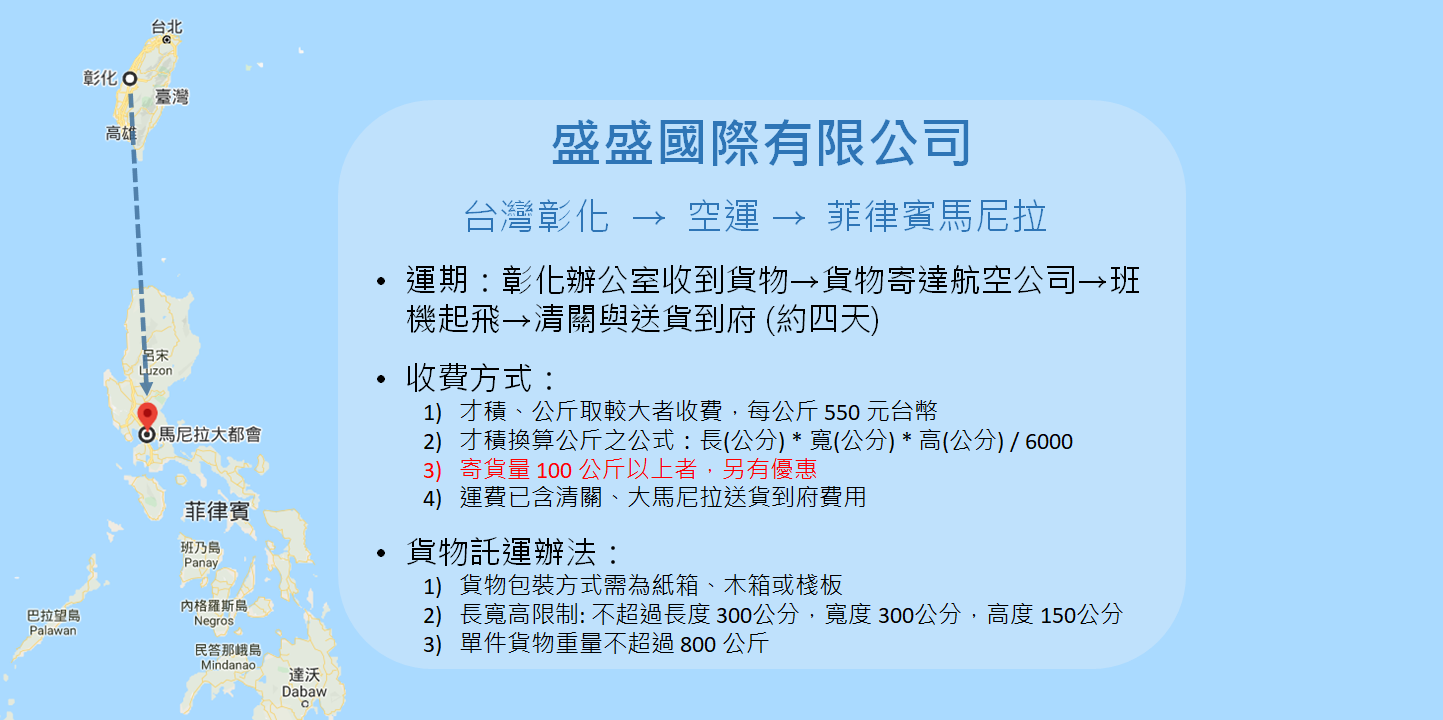 台北
彰化
臺灣
高雄
盛盛國際有限公司
台灣彰化 → 空運 → 菲律賓馬尼拉
• 運期：彰化辦公室收到貨物→貨物寄達航空公司→班
機起飛→清關與送貨到府 (約四天)
• 收費方式：
1) 才積、公斤取較大者收費，每公斤 550 元台幣
2) 才積換算公斤之公式：長(公分) * 寬(公分) * 高(公分) / 6000
3) 寄貨量 100 公斤以上者，另有優惠
4) 運費已含清關、大馬尼拉送貨到府費用
• 貨物託運辦法：
1) 貨物包裝方式需為紙箱、木箱或棧板
2) 長寬高限制: 不超過長度 300公分，寬度 300公分，高度 150公分
3) 單件貨物重量不超過 800 公斤
呂宋
Luzon
馬尼拉大都會
菲律賓
班乃島
Panay
內格羅斯島
Negros
巴拉望島
Palawan
民答那峨島
Mindanao
達沃
Dabaw